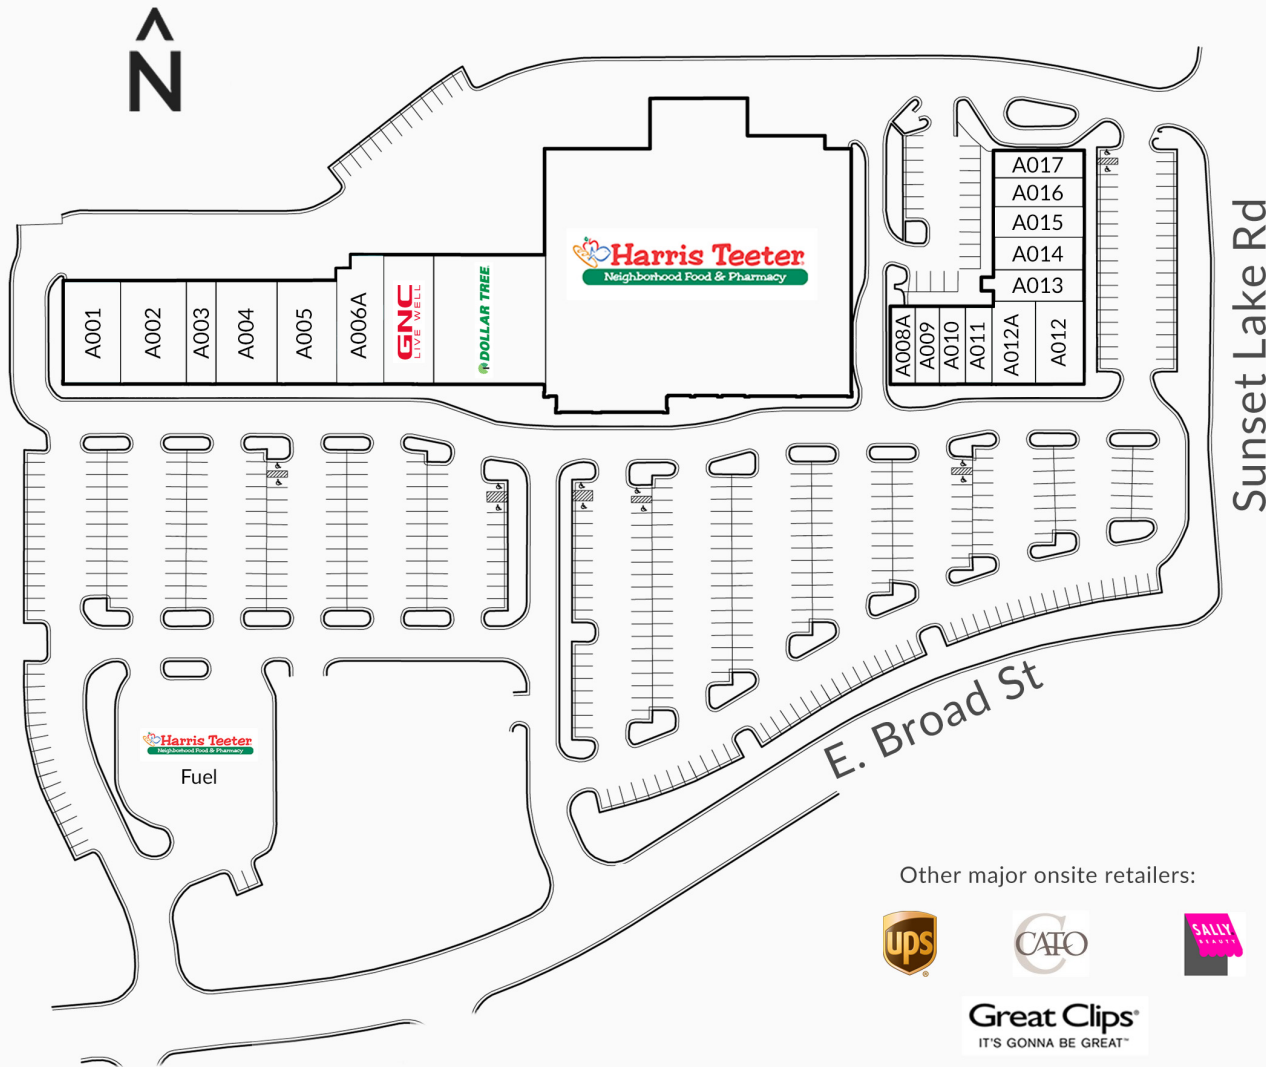 N
A001
A002
A003
A004
A005
A006A
GNC
LIVE WELL
DOLLAR TREE
Harris Teeter
Neighborhood Food & Pharmacy
A017
A016
A015
A014
A013
A008A
A009
A010
A011
A012A
A012
Sunset Lake Rd
E. Broad St
Harris Teeter
Neighborhood Food & Pharmacy
Fuel
Other major onsite retailers:
ups
CATO
SALLY
BEAUTY
Great Clips®
IT'S GONNA BE GREAT™